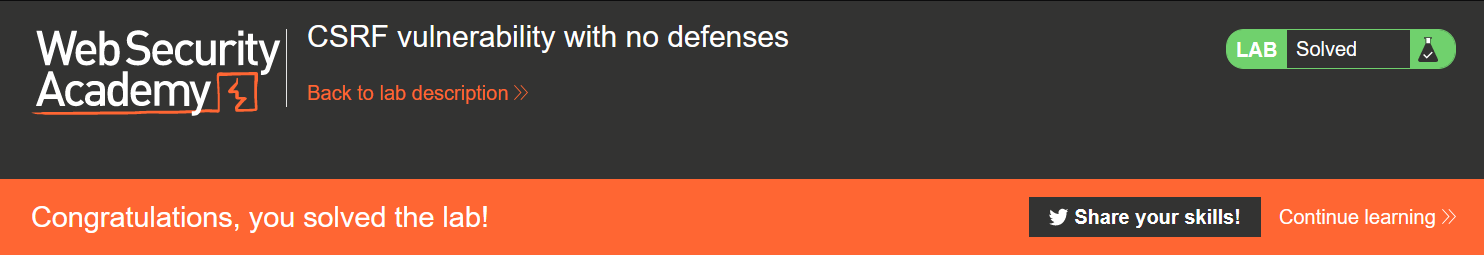 Web Security
Academy
CSRF vulnerability with no defenses
Back to lab description
LAB Solved
Congratulations, you solved the lab!
Share your skills!
Continue learning